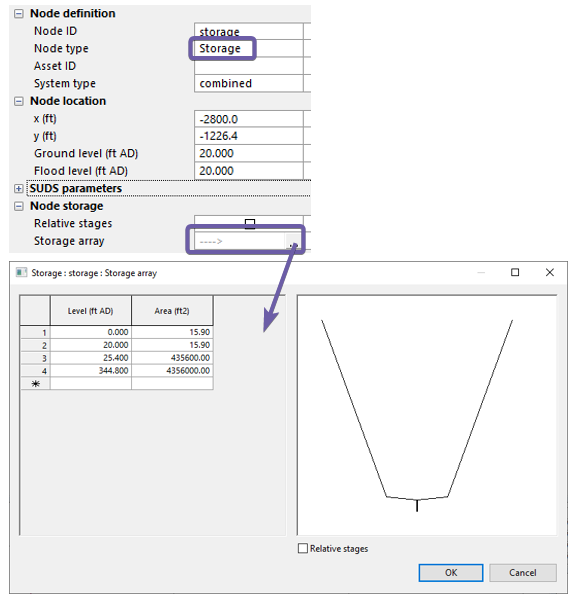 Node definition
Node ID storage
Node type Storage
Asset ID
System type combined
Node location
x (ft) -2800.0
y (ft) -1226.4
Ground level (ft AD) 20.000
Flood level (ft AD) 20.000
SUDS parameters
Node storage
Relative stages
Storage array ----> ...
Storage : storage : Storage array
Level (ft AD) Area (ft2)
1 0.000 15.90
2 20.000 15.90
3 25.400 435600.00
4 344.800 4356000.00
Relative stages
OK Cancel